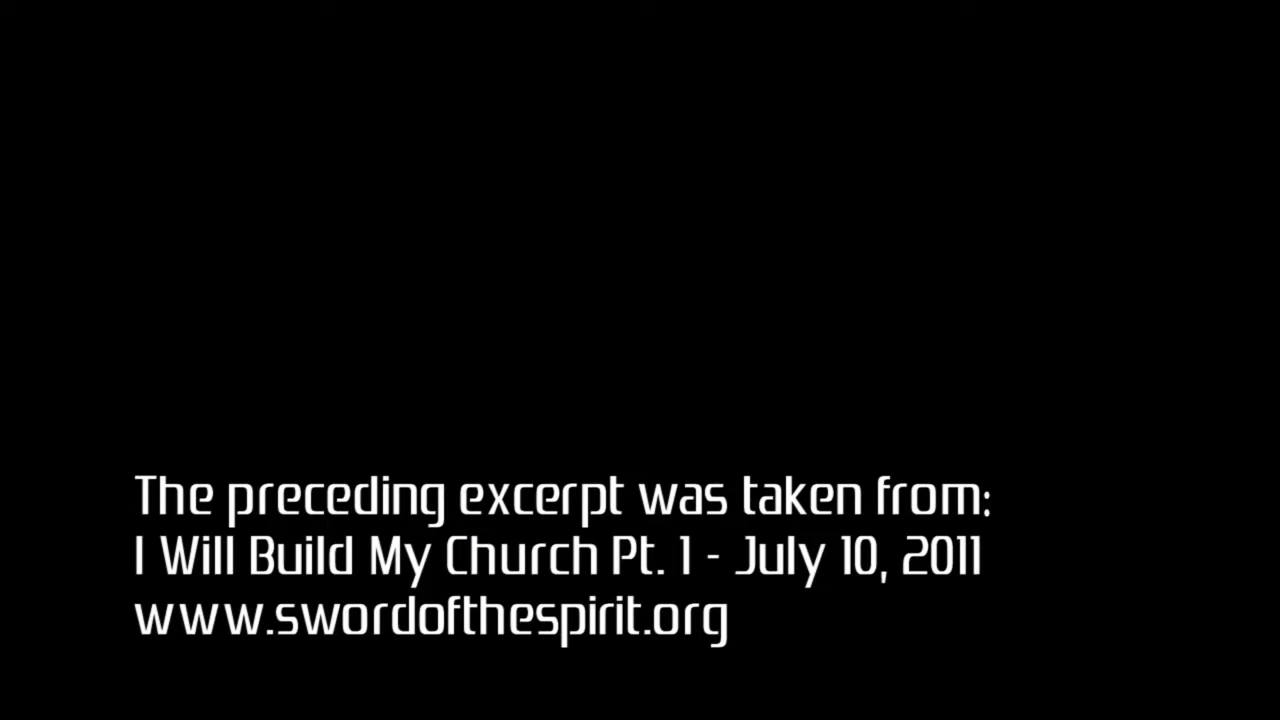 The preceding excerpt was taken from:
I Will Build My Church Pt. 1 - July 10, 2011
www.swordofthespirit.org